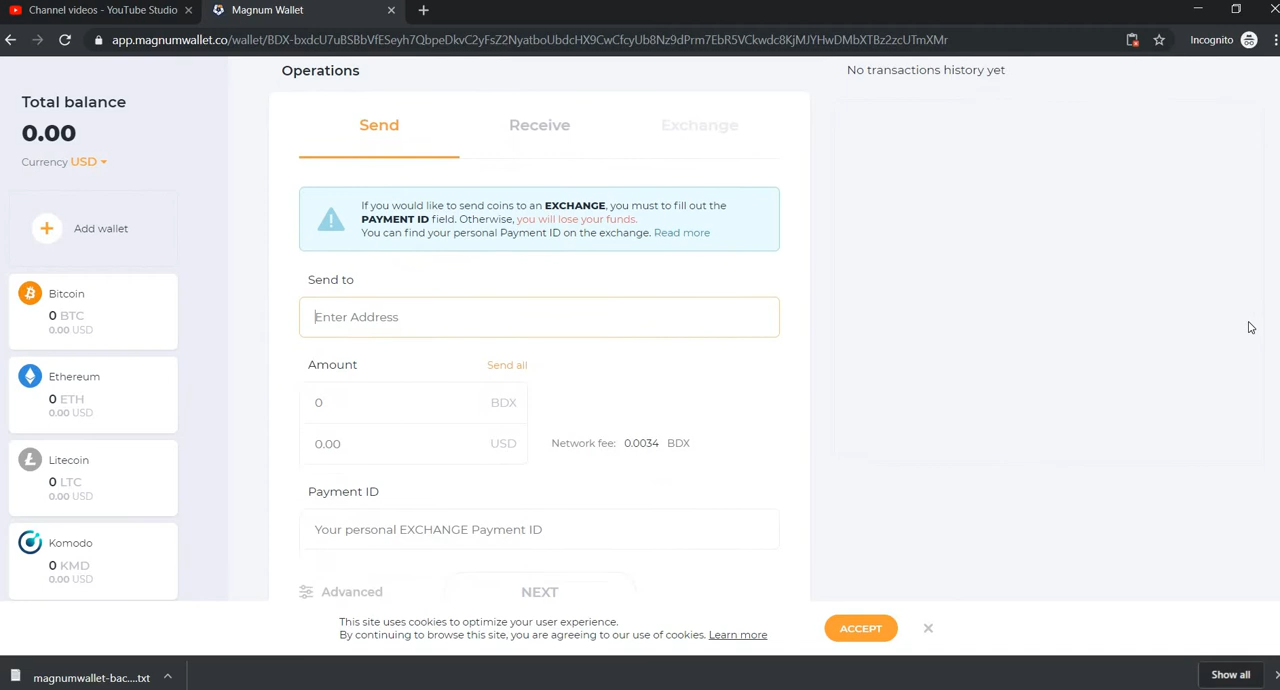 Channel videos - YouTube Studio
Magnum Wallet
app.magnumwallet.co/wallet/BDX-bxdcU7uBSBbVfESeyh7QbpeDkvC2yFsZ2NyatboUbdcHX9CwCfcyUb8Nz9dPrm7EbR5VCkwdc8KjMJYHwDMbXTBz2zcUTmXMr
Incognito
Total balance
0.00
Currency USD
Add wallet
Bitcoin
0 BTC
0.00 USD
Ethereum
0 ETH
0.00 USD
Litecoin
0 LTC
0.00 USD
Komodo
0 KMD
0.00 USD
Operations
Send
Receive
Exchange
If you would like to send coins to an EXCHANGE, you must to fill out the
PAYMENT ID field. Otherwise, you will lose your funds.
You can find your personal Payment ID on the exchange. Read more
Send to
Enter Address
Amount
Send all
0 BDX
0.00 USD
Network fee: 0.0034 BDX
Payment ID
Your personal EXCHANGE Payment ID
Advanced
NEXT
No transactions history yet
This site uses cookies to optimize your user experience.
By continuing to browse this site, you are agreeing to our use of cookies. Learn more
ACCEPT
magnumwallet-bac....txt
Show all